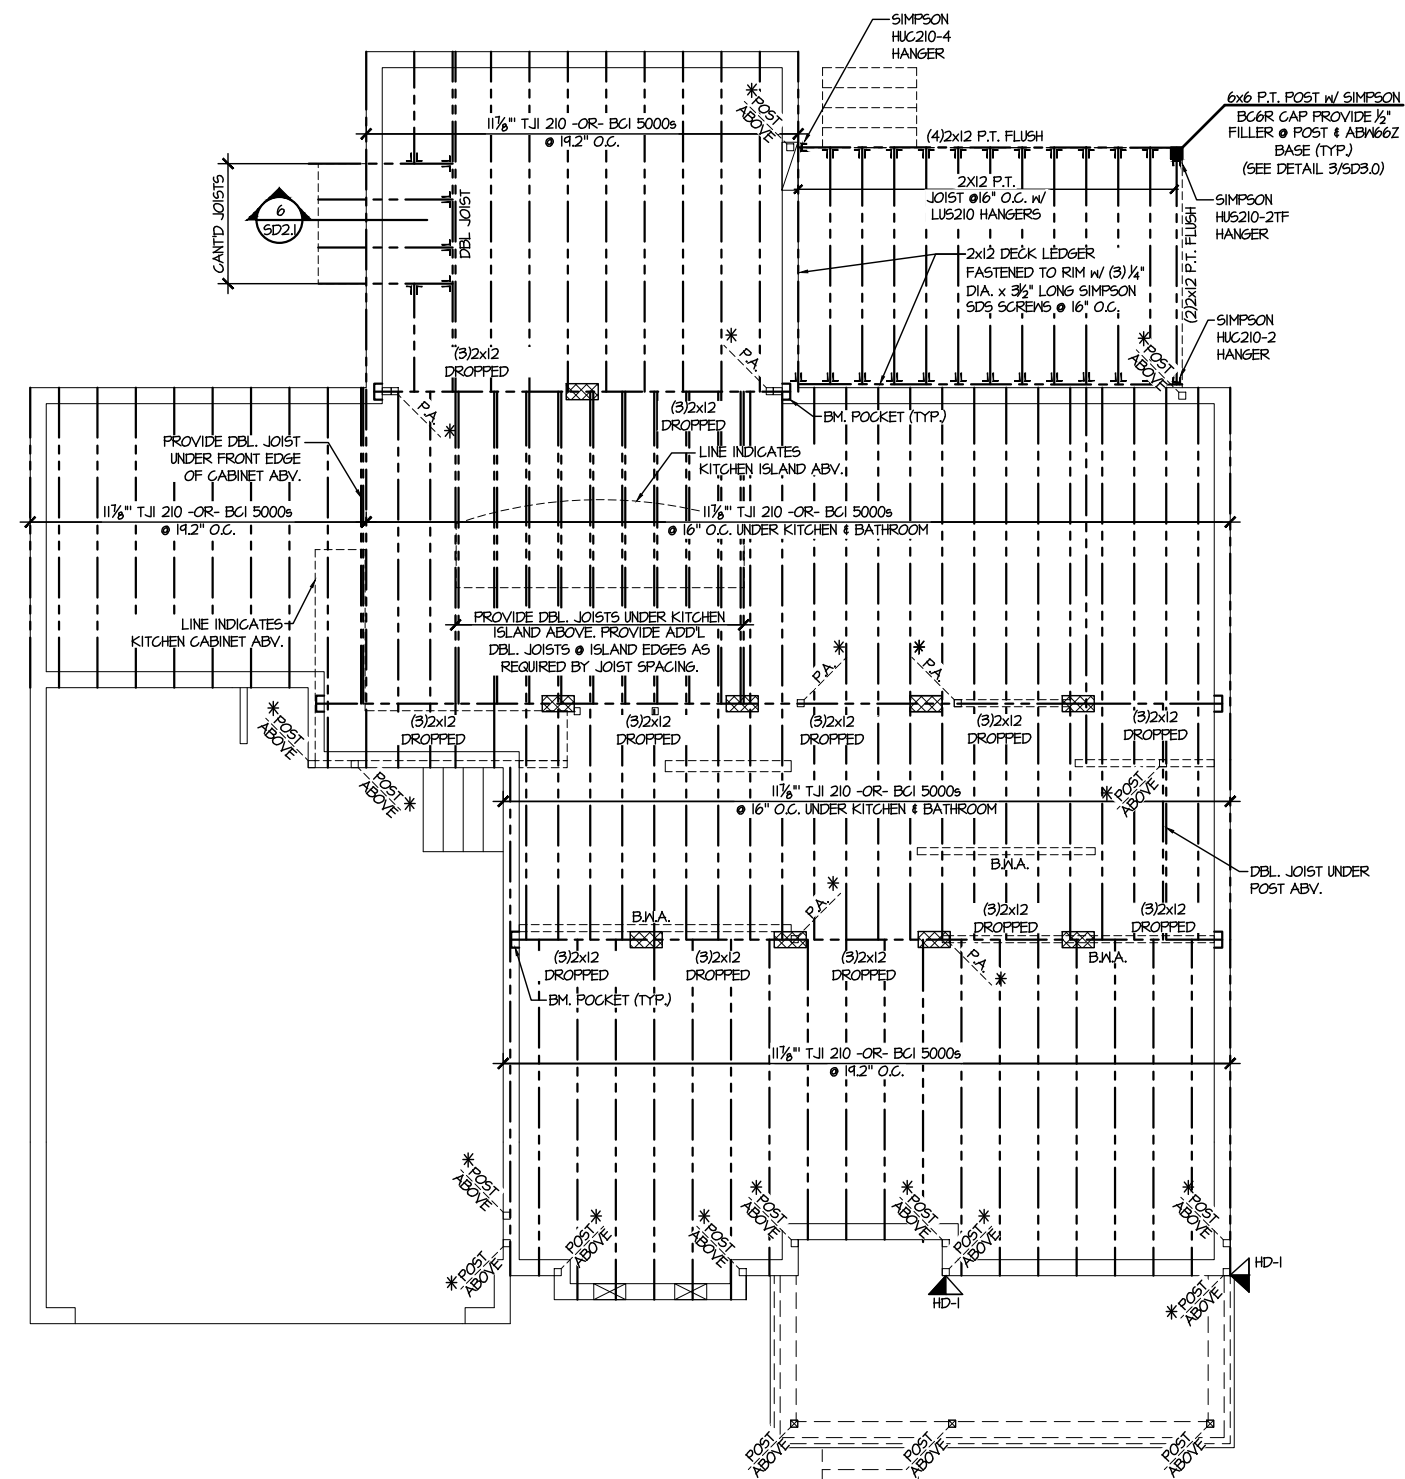 SIMPSON
HUC210-4
HANGER
6x6 P.T. POST W/ SIMPSON
BC6R CAP PROVIDE ½"
FILLER @ POST & ABW66Z
BASE (TYP.)
(SEE DETAIL 3/SD3.0)
POST
ABOVE
11⅞"' TJI 210 -OR- BCI 5000s
@ 19.2" O.C.
(4)2x12 P.T. FLUSH
2X12 P.T.
JOIST @16" O.C. W/
LUS210 HANGERS
SIMPSON
HUS210-2TF
HANGER
CANT'D JOISTS
6
SD2.1
DBL JOIST
(2)2x12 P.T. FLUSH
2x12 DECK LEDGER
FASTENED TO RIM W/ (3) ¼"
DIA. x 3½" LONG SIMPSON
SDS SCREWS @ 16" O.C.
SIMPSON
HUC210-2
HANGER
POST
ABOVE
(3)2x12
DROPPED
P.A.
P.A.
(3)2x12
DROPPED
BM. POCKET (TYP.)
PROVIDE DBL. JOIST
UNDER FRONT EDGE
OF CABINET ABV.
LINE INDICATES
KITCHEN ISLAND ABV.
11⅞"' TJI 210 -OR- BCI 5000s
@ 19.2" O.C.
11⅞"' TJI 210 -OR- BCI 5000s
@ 16" O.C. UNDER KITCHEN & BATHROOM
LINE INDICATES
KITCHEN CABINET ABV.
PROVIDE DBL. JOISTS UNDER KITCHEN
ISLAND ABOVE. PROVIDE ADD'L
DBL. JOISTS @ ISLAND EDGES AS
REQUIRED BY JOIST SPACING.
P.A.
P.A.
POST
ABOVE
(3)2x12
DROPPED
(3)2x12
DROPPED
(3)2x12
DROPPED
(3)2x12
DROPPED
(3)2x12
DROPPED
POST
ABOVE
POST
ABOVE
11⅞"' TJI 210 -OR- BCI 5000s
@ 16" O.C. UNDER KITCHEN & BATHROOM
B.W.A.
DBL. JOIST UNDER
POST ABV.
P.A.
B.W.A.
(3)2x12
DROPPED
(3)2x12
DROPPED
(3)2x12
DROPPED
(3)2x12
DROPPED
(3)2x12
DROPPED
P.A.
B.W.A.
BM. POCKET (TYP.)
11⅞"' TJI 210 -OR- BCI 5000s
@ 19.2" O.C.
POST
ABOVE
POST
ABOVE
POST
ABOVE
POST
ABOVE
POST
ABOVE
POST
ABOVE
POST
ABOVE
POST
ABOVE
HD-1
HD-1
POST
ABOVE
POST
ABOVE
POST
ABOVE
POST
ABOVE